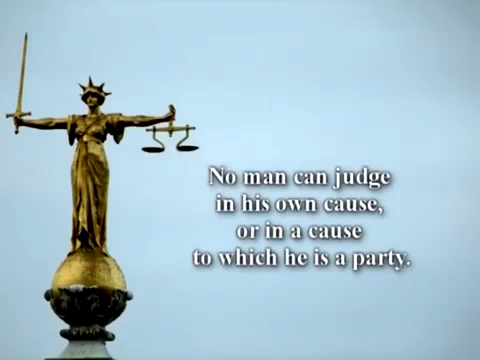 No man can judge
in his own cause,
or in a cause
to which he is a party.